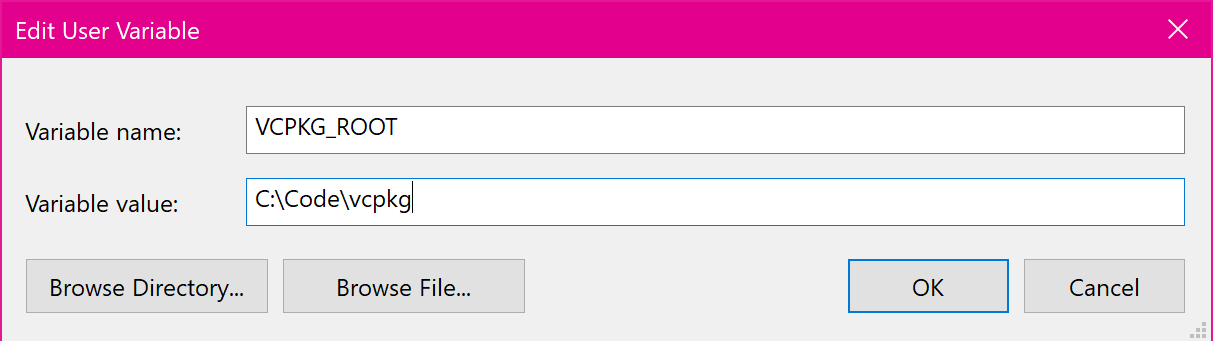 Edit User Variable
Variable name:
VCPKG_ROOT
Variable value:
C:\Code\vcpkg
Browse Directory...
Browse File...
OK
Cancel